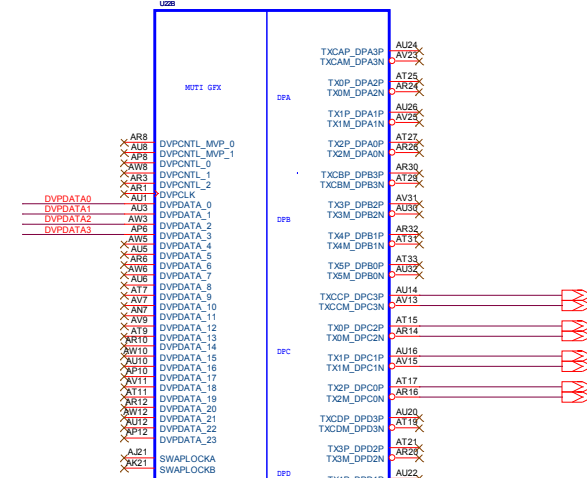 U22B
MUTI GFX
DPA
DPB
DPC
DPD
AR8 DVPCNTL_MVP_0
AU8 DVPCNTL_MVP_1
AP8 DVPCNTL_0
AW8 DVPCNTL_1
AR3 DVPCNTL_2
AR1 DVPCLK
DVPDATA0 AU1 DVPDATA_0
DVPDATA1 AU3 DVPDATA_1
DVPDATA2 AW3 DVPDATA_2
DVPDATA3 AP6 DVPDATA_3
AW5 DVPDATA_4
AU5 DVPDATA_5
AR6 DVPDATA_6
AW6 DVPDATA_7
AU6 DVPDATA_8
AT7 DVPDATA_9
AV7 DVPDATA_10
AN7 DVPDATA_11
AV9 DVPDATA_12
AT9 DVPDATA_13
AR10 DVPDATA_14
AW10 DVPDATA_15
AU10 DVPDATA_16
AP10 DVPDATA_17
AV11 DVPDATA_18
AT11 DVPDATA_19
AR12 DVPDATA_20
AW12 DVPDATA_21
AU12 DVPDATA_22
AP12 DVPDATA_23
AJ21 SWAPLOCKA
AK21 SWAPLOCKB
TXCAP_DPA3P AU24
TXCAM_DPA3N AV23
TX0P_DPA2P AT25
TX0M_DPA2N AR24
TX1P_DPA1P AU26
TX1M_DPA1N AV25
TX2P_DPA0P AT27
TX2M_DPA0N AR26
TXCBP_DPB3P AR30
TXCBM_DPB3N AT29
TX3P_DPB2P AV31
TX3M_DPB2N AU30
TX4P_DPB1P AR32
TX4M_DPB1N AT31
TX5P_DPB0P AT33
TX5M_DPB0N AU32
TXCCP_DPC3P AU14
TXCCM_DPC3N AV13
TX0P_DPC2P AT15
TX0M_DPC2N AR14
TX1P_DPC1P AU16
TX1M_DPC1N AV15
TX2P_DPC0P AT17
TX2M_DPC0N AR16
TXCDP_DPD3P AU20
TXCDM_DPD3N AT19
TX3P_DPD2P AT21
TX3M_DPD2N AR20
AU22